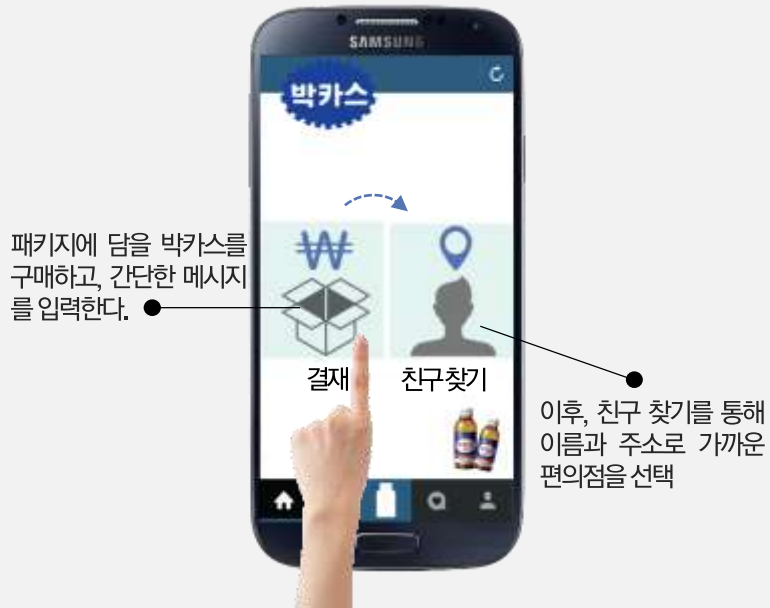 SAMSUNG
박카스
패키지에 담을 박카스를
구매하고, 간단한 메시지
를 입력한다.
₩
결재
친구 찾기
이후, 친구 찾기를 통해
이름과 주소로 가까운
편의점을 선택